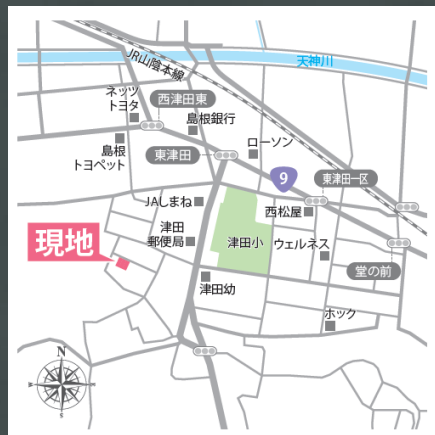 JR山陰本線
天神川
ネッツ
トヨタ
西津田東
島根銀行
島根
トヨペット
東津田
ローソン
9
東津田一区
JAしまね
西松屋
津田
郵便局
津田小
ウェルネス
現地
堂の前
津田幼
ホック
N